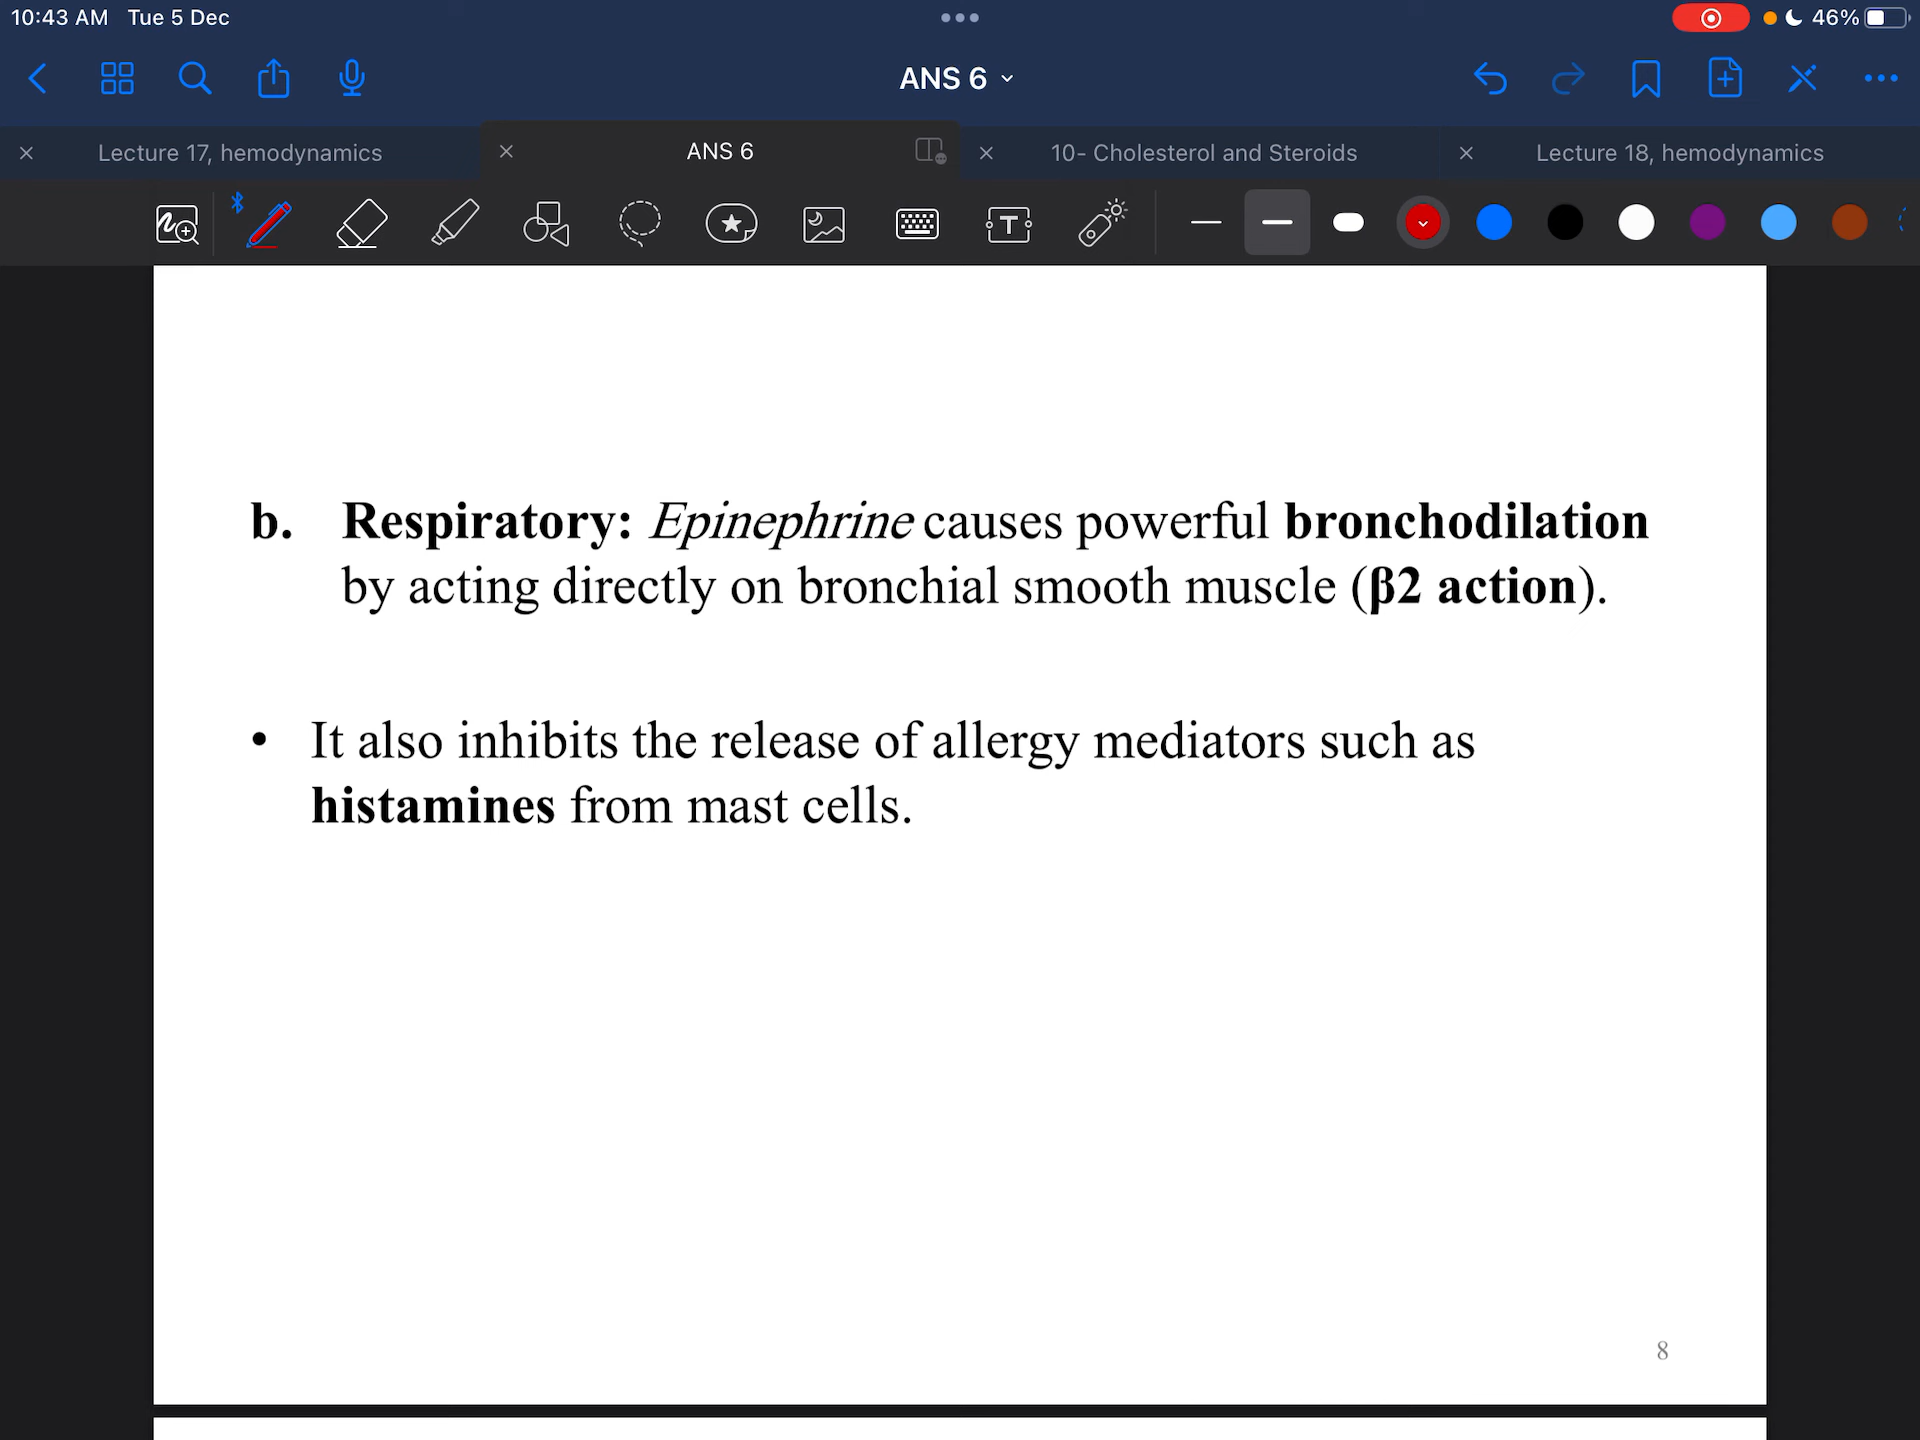 10:43 AM Tue 5 Dec
46%
ANS 6
Lecture 17, hemodynamics
ANS 6
10- Cholesterol and Steroids
Lecture 18, hemodynamics
b. Respiratory: Epinephrine causes powerful bronchodilation
by acting directly on bronchial smooth muscle (β2 action).
• It also inhibits the release of allergy mediators such as
histamines from mast cells.
8